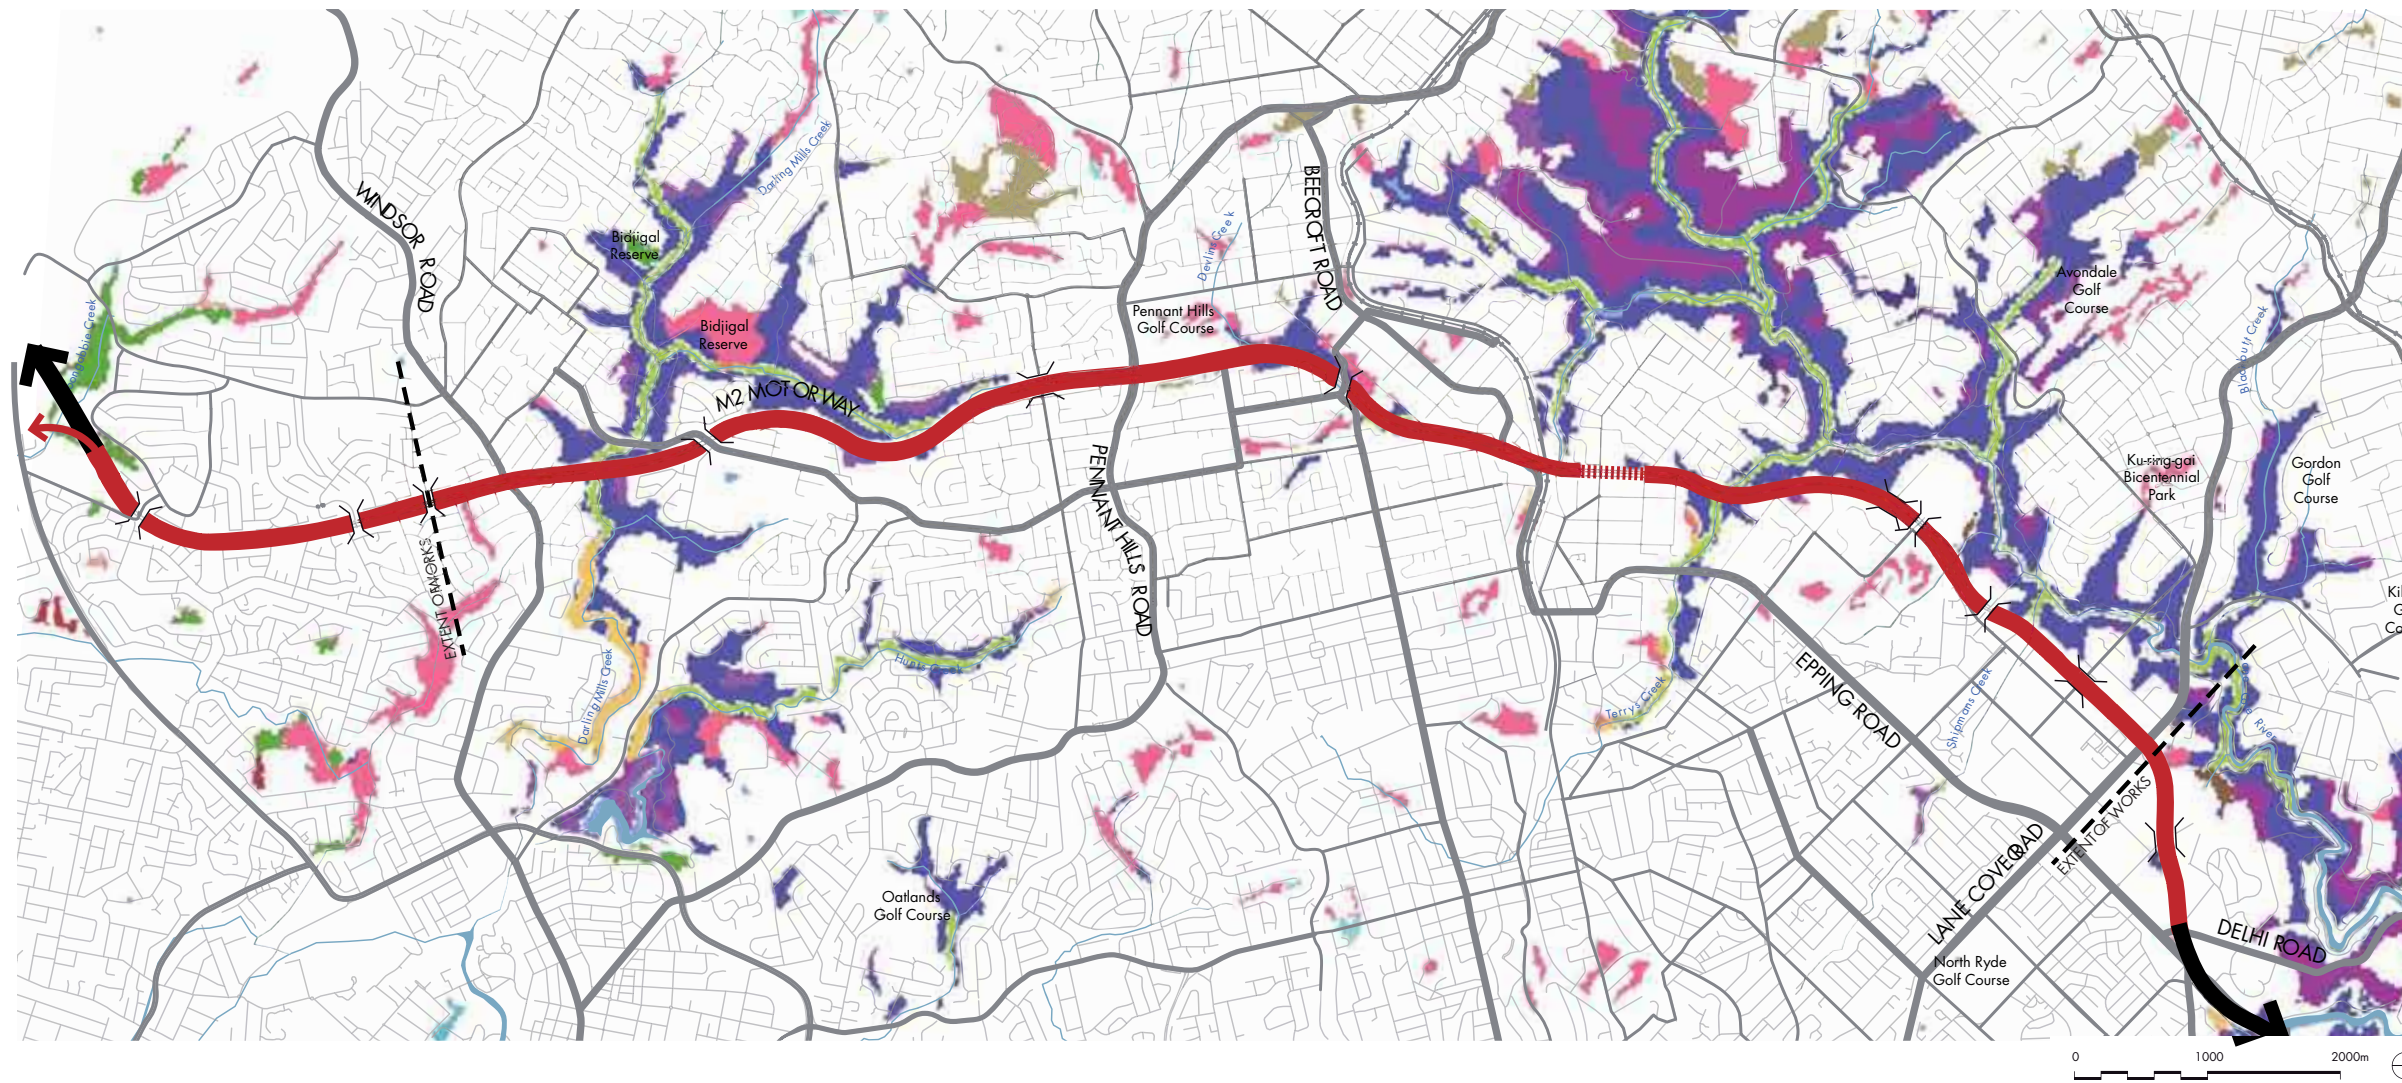 Darling Mills Creek
WINDSOR
ROAD
Bidjigal
Reserve
Devlins Creek
BEECROFT ROAD
Avondale
Golf
Course
Bidjigal
Reserve
Pennant Hills
Golf Course
M2 MOTORWAY
Ku-ring-gai
Bicentennial
Park
Gordon
Golf
Course
PENNANT HILLS ROAD
EXTENT OF WORKS
Hunts Creek
Darling Mills Creek
Terrys Creek
EPPING ROAD
Shipmans Creek
River
EXTENT OF WORKS
LANE COVE ROAD
Oatlands
Golf Course
DELHI ROAD
North Ryde
Golf Course
0 1000 2000m